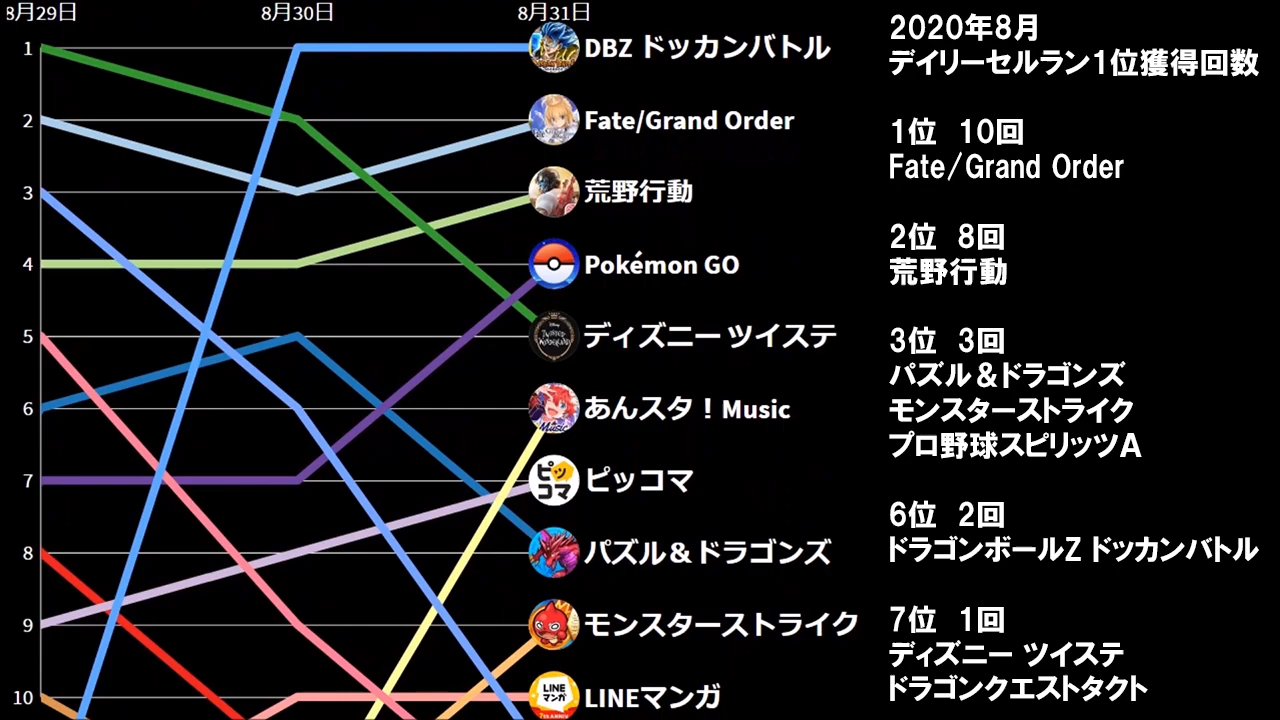 8月29日
8月30日
8月31日
1
2
3
4
5
6
7
8
9
10
DBZ ドッカンバトル
Fate/Grand Order
荒野行動
Pokémon GO
ディズニー ツイステ
あんスタ！Music
Music
ピッコマ
ピッコマ
パズル＆ドラゴンズ
モンスターストライク
LINEマンガ
LINE
マンガ
2020年8月
デイリーセルラン1位獲得回数
1位　10回
Fate/Grand Order
2位　8回
荒野行動
3位　3回
パズル＆ドラゴンズ
モンスターストライク
プロ野球スピリッツA
6位　2回
ドラゴンボールZ ドッカンバトル
7位　1回
ディズニー ツイステ
ドラゴンクエストタクト